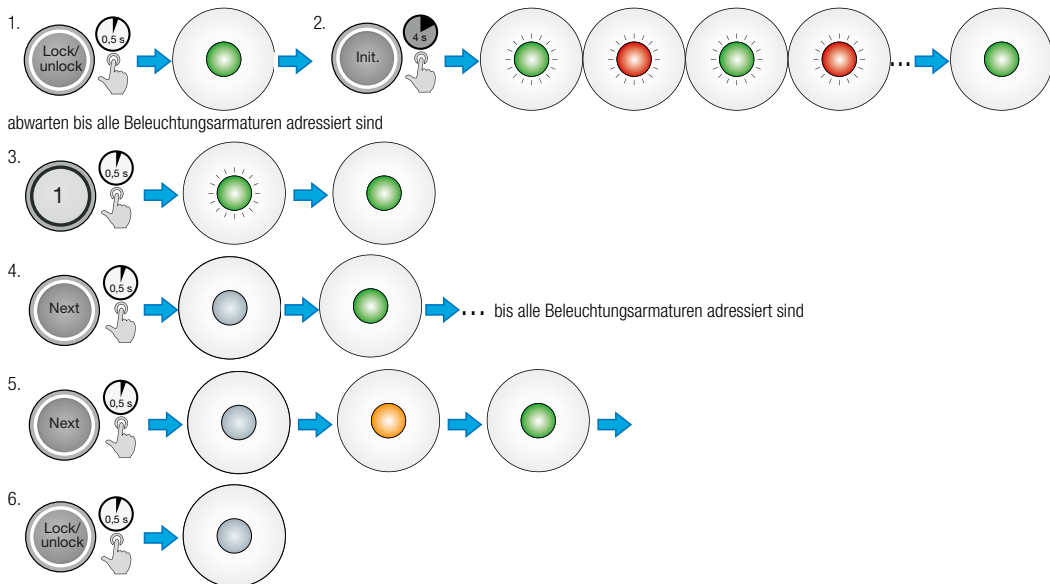 1.
Lock/
unlock
0,5 s
2.
Init.
4 s
...
abwarten bis alle Beleuchtungsarmaturen adressiert sind
3.
1
0,5 s
4.
Next
0,5 s
... bis alle Beleuchtungsarmaturen adressiert sind
5.
Next
0,5 s
6.
Lock/
unlock
0,5 s